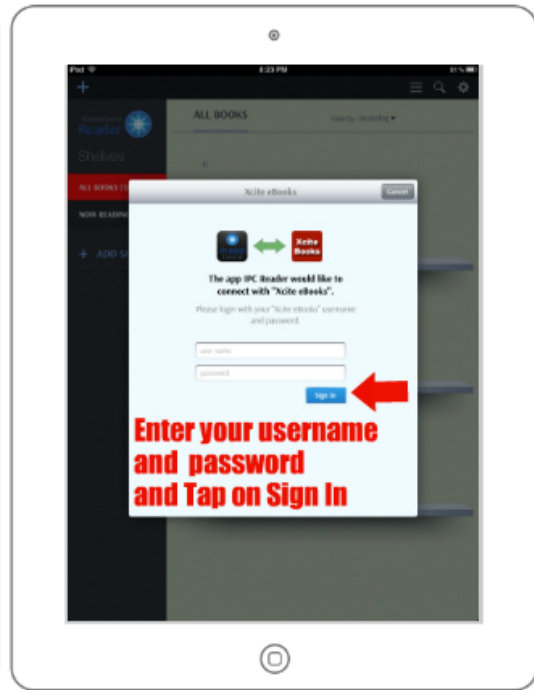 iPad
8:23 PM
81%
+
Reader
ALL BOOKS
Shelves
ALL BOOKS
NOW READING
+ ADD
Xcite eBooks
Cancel
Xcite
Books
The app IPC Reader would like to
connect with "Xcite eBooks".
Please login with your "Xcite eBooks" username
and password.
user name
password
Sign In
Enter your username
and password
and Tap on Sign In